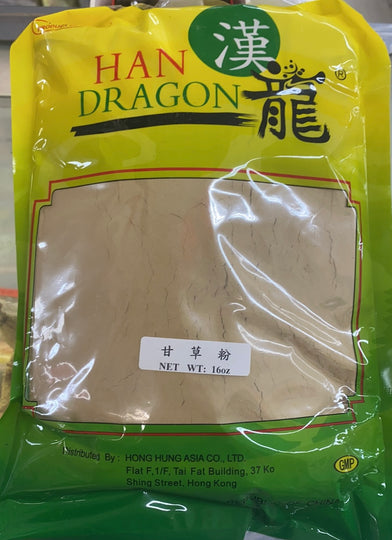 HAN
漢
DRAGON
龍
®
甘草粉
NET WT: 16oz
Distributed By : HONG HUNG ASIA CO., LTD.
Flat F,1/F, Tai Fat Building, 37 Ko
Shing Street, Hong Kong
GMP
CHINA